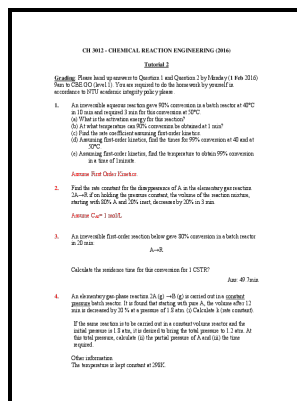 CH 3012 - CHEMICAL REACTION ENGINEERING (2016)
Tutorial 2
Grading: Please hand up answers to Question 1 and Question 2 by Monday (1 Feb 2016)
9am to CBE GO (level 1). You are required to do the homework by yourself in
accordance to NTU academic integrity policy please.
1. An irreversible aqueous reaction gave 90% conversion in a batch reactor at 40°C
in 10 min and required 3 min for this conversion at 50°C.
(a) What is the activation energy for this reaction?
(b) At what temperature can 90% conversion be obtained at 1 min?
(c) Find the rate coefficient assuming first-order kinetics.
(d) Assuming first-order kinetics, find the times for 99% conversion at 40 and at
50°C.
(e) Assuming first-order kinetics, find the temperature to obtain 99% conversion
in a time of 1 minute.
Assume First Order Kinetics
2. Find the rate constant for the disappearance of A in the elementary gas reaction
2A→R if on holding the pressure constant, the volume of the reaction mixture,
starting with 80% A and 20% inert, decreases by 20% in 3 min.
Assume Cₐ₀= 1 mol/L
3. An irreversible first-order reaction below gave 80% conversion in a batch reactor
in 20 min.
A→R
Calculate the residence time for this conversion for 1 CSTR?
Ans: 49.7min
4. An elementary gas-phase reaction 2A (g) →B (g) is carried out in a constant
pressure batch reactor. It is found that starting with pure A, the volume after 12
min is decreased by 20 % at a pressure of 1.8 atm. (i) Calculate k (rate constant).
If the same reaction is to be carried out in a constant volume reactor and the
initial pressure is 1.8 atm, it is desired to bring the total pressure to 1.2 atm. At
this total pressure, calculate (ii) the partial pressure of A and (iii) the time
required.
Other information
The temperature is kept constant at 298K.